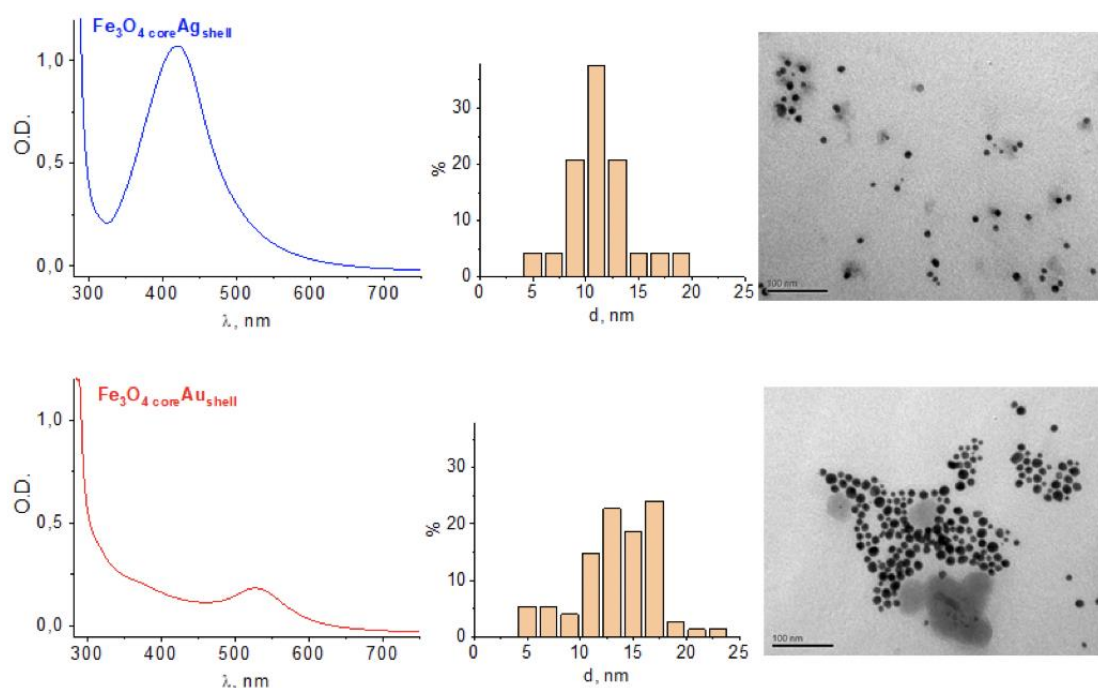 Fe₃O₄ core Ag shell
O.D.
1,0
0,5
0,0
300 400 500 600 700
λ, nm
%
30
20
10
0
0 5 10 15 20 25
d, nm
100 nm
Fe₃O₄ core Au shell
O.D.
1,0
0,5
0,0
300 400 500 600 700
λ, nm
%
30
20
10
0
0 5 10 15 20 25
d, nm
100 nm